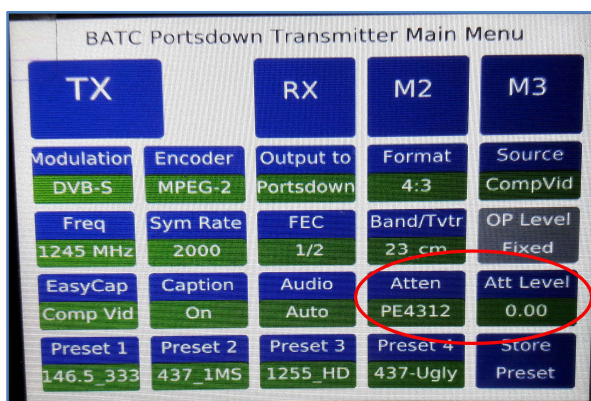 BATC Portsdown Transmitter Main Menu
TX RX M2 M3
Modulation Encoder Output to Format Source
DVB-S MPEG-2 Portsdown 4:3 CompVid
Freq Sym Rate FEC Band/Tvtr OP Level
1245 MHz 2000 1/2 23 cm Fixed
EasyCap Caption Audio Atten Att Level
Comp Vid On Auto PE4312 0.00
Preset 1 Preset 2 Preset 3 Preset 4 Store
146.5_333 437_1MS 1255_HD 437-Ugly Preset